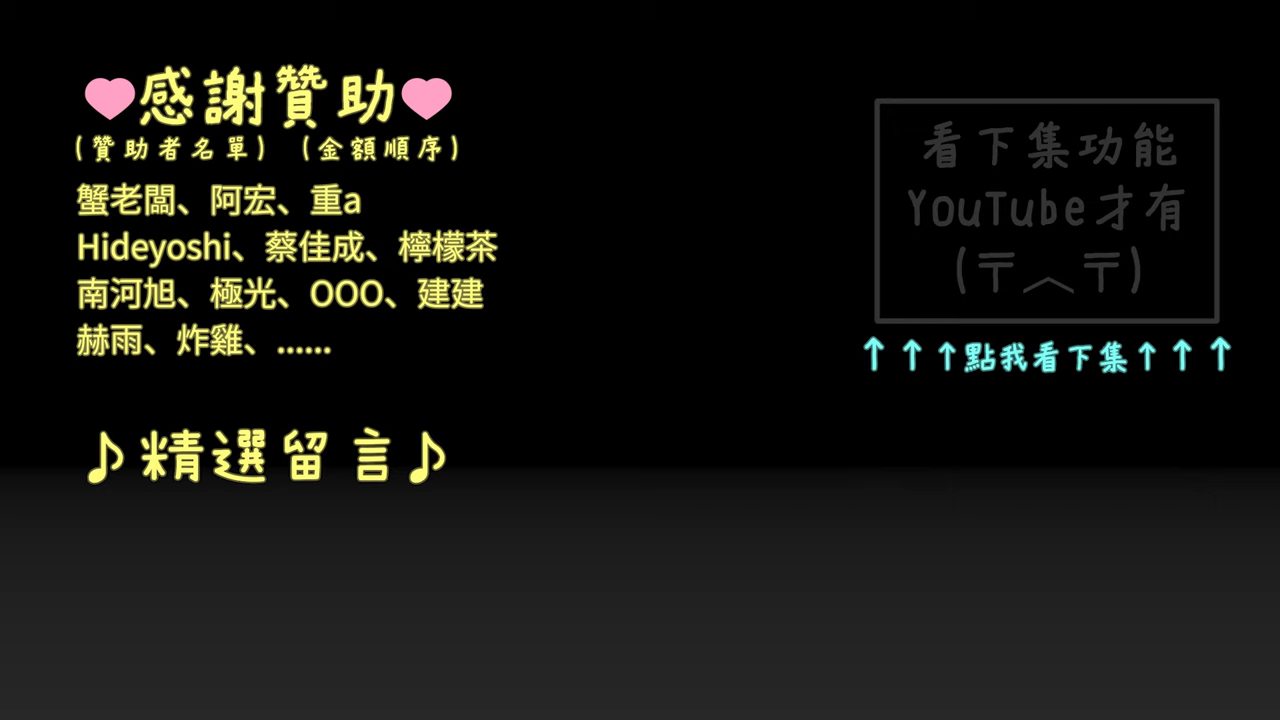 感謝贊助
(贊助者名單) (金額順序)
蟹老闆、阿宏、重a
Hideyoshi、蔡佳成、檸檬茶
南河旭、極光、OOO、建建
赫雨、炸雞、......
♪精選留言♪
看下集功能
YouTube才有
(〒︿〒)
↑↑↑點我看下集↑↑↑